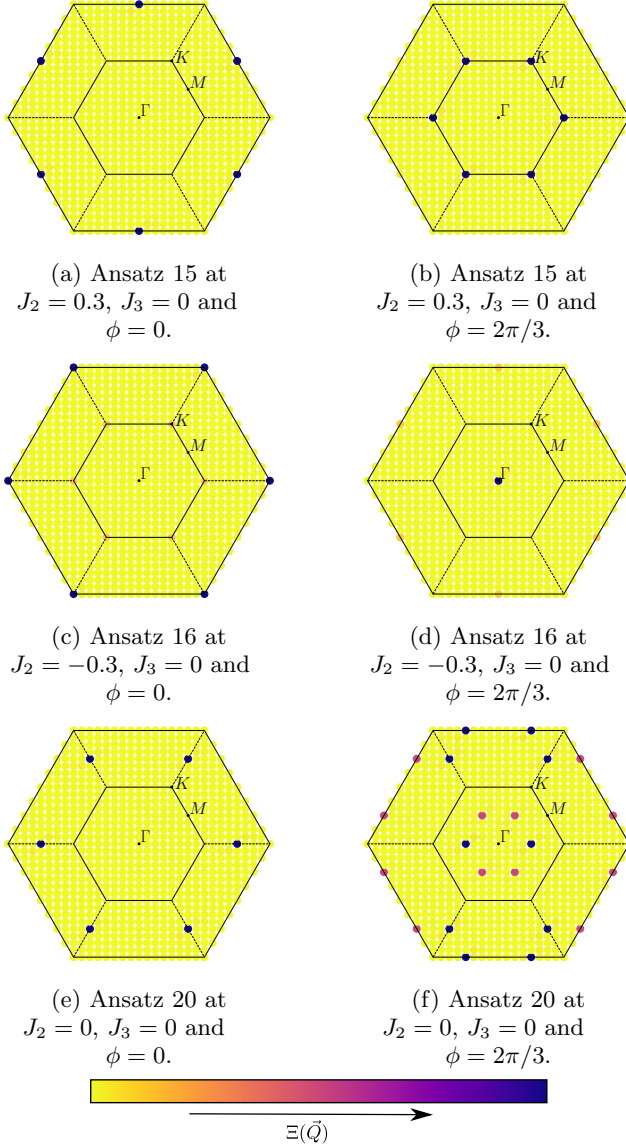 K
M
Γ
K
M
Γ
(a) Ansatz 15 at
J₂ = 0.3, J₃ = 0 and
ϕ = 0.
(b) Ansatz 15 at
J₂ = 0.3, J₃ = 0 and
ϕ = 2π/3.
K
M
Γ
K
M
Γ
(c) Ansatz 16 at
J₂ = −0.3, J₃ = 0 and
ϕ = 0.
(d) Ansatz 16 at
J₂ = −0.3, J₃ = 0 and
ϕ = 2π/3.
K
M
Γ
K
M
Γ
(e) Ansatz 20 at
J₂ = 0, J₃ = 0 and
ϕ = 0.
(f) Ansatz 20 at
J₂ = 0, J₃ = 0 and
ϕ = 2π/3.
Ξ(Q⃗)